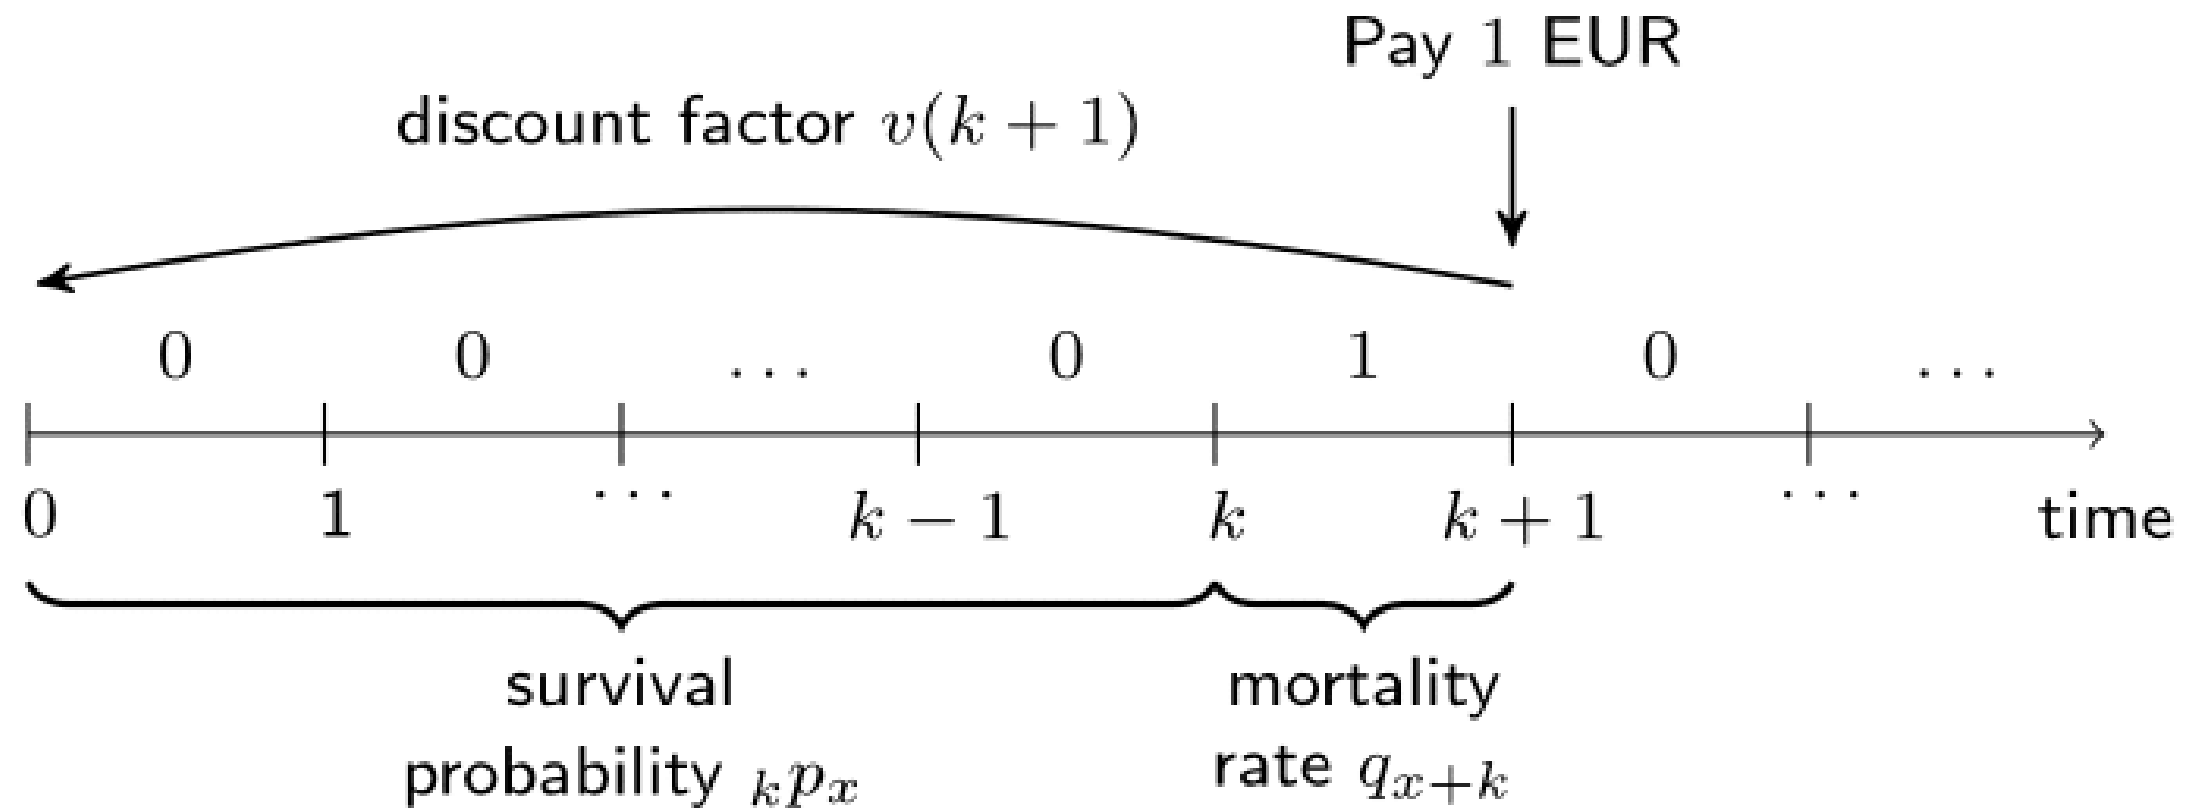 Pay 1 EUR
discount factor v(k + 1)
0 0 ... 0 1 0 ...
0 1 ... k − 1 k k + 1 ... time
survival mortality
probability ₖpₓ rate qₓ₊ₖ